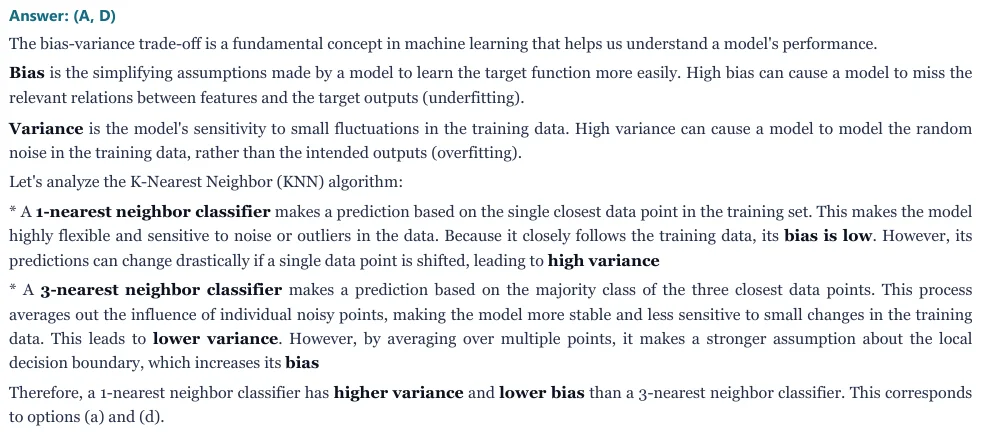 Answer: (A, D)
The bias-variance trade-off is a fundamental concept in machine learning that helps us understand a model's performance.
Bias is the simplifying assumptions made by a model to learn the target function more easily. High bias can cause a model to miss the
relevant relations between features and the target outputs (underfitting).
Variance is the model's sensitivity to small fluctuations in the training data. High variance can cause a model to model the random
noise in the training data, rather than the intended outputs (overfitting).
Let's analyze the K-Nearest Neighbor (KNN) algorithm:
* A 1-nearest neighbor classifier makes a prediction based on the single closest data point in the training set. This makes the model
highly flexible and sensitive to noise or outliers in the data. Because it closely follows the training data, its bias is low. However, its
predictions can change drastically if a single data point is shifted, leading to high variance
* A 3-nearest neighbor classifier makes a prediction based on the majority class of the three closest data points. This process
averages out the influence of individual noisy points, making the model more stable and less sensitive to small changes in the training
data. This leads to lower variance. However, by averaging over multiple points, it makes a stronger assumption about the local
decision boundary, which increases its bias
Therefore, a 1-nearest neighbor classifier has higher variance and lower bias than a 3-nearest neighbor classifier. This corresponds
to options (a) and (d).